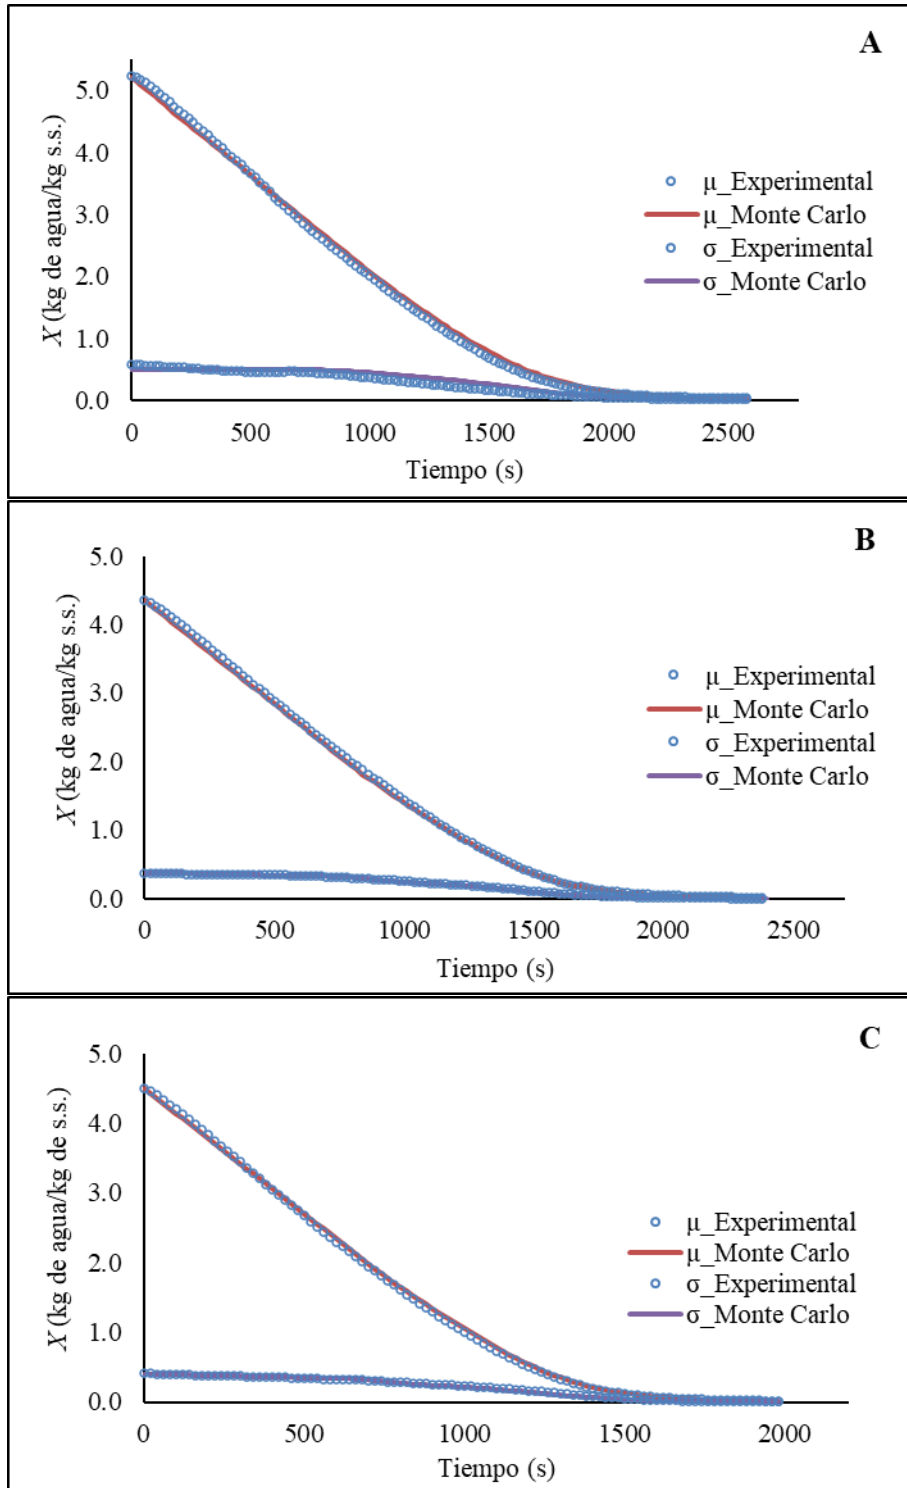 A
X (kg de agua/kg s.s.)
5.0
4.0
3.0
2.0
1.0
0.0
μ_Experimental
μ_Monte Carlo
σ_Experimental
σ_Monte Carlo
0 500 1000 1500 2000 2500
Tiempo (s)
B
X (kg de agua/kg s.s.)
5.0
4.0
3.0
2.0
1.0
0.0
μ_Experimental
μ_Monte Carlo
σ_Experimental
σ_Monte Carlo
0 500 1000 1500 2000 2500
Tiempo (s)
C
X (kg de agua/kg de s.s.)
5.0
4.0
3.0
2.0
1.0
0.0
μ_Experimental
μ_Monte Carlo
σ_Experimental
σ_Monte Carlo
0 500 1000 1500 2000
Tiempo (s)